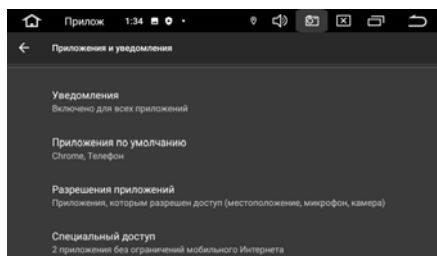 Прилож 1:34
Приложения и уведомления
Уведомления
Включено для всех приложений
Приложения по умолчанию
Chrome, Телефон
Разрешения приложений
Приложения, которым разрешен доступ (местоположение, микрофон, камера)
Специальный доступ
2 приложения без ограничений мобильного Интернета